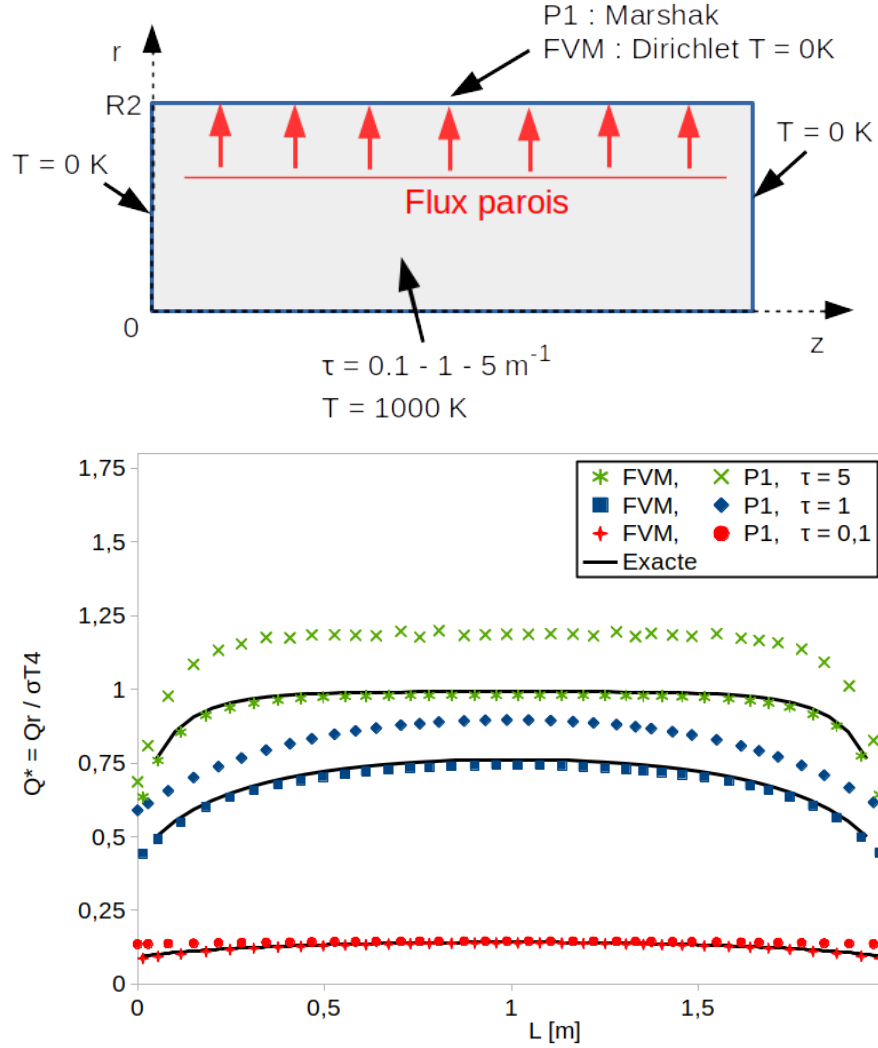 P1 : Marshak
FVM : Dirichlet T = 0K
r
R2
T = 0 K
T = 0 K
Flux parois
0
z
τ = 0.1 - 1 - 5 m⁻¹
T = 1000 K
1,75
1,5
1,25
1
0,75
0,5
0,25
0
Q* = Qr / σT4
FVM, P1, τ = 5
FVM, P1, τ = 1
FVM, P1, τ = 0,1
Exacte
0 0,5 1 1,5
L [m]